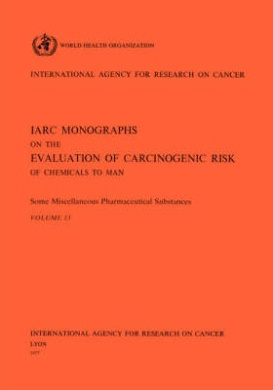 WORLD HEALTH ORGANIZATION
INTERNATIONAL AGENCY FOR RESEARCH ON CANCER
IARC MONOGRAPHS
ON THE
EVALUATION OF CARCINOGENIC RISK
OF CHEMICALS TO MAN
Some Miscellaneous Pharmaceutical Substances
VOLUME 13
INTERNATIONAL AGENCY FOR RESEARCH ON CANCER
LYON
1977